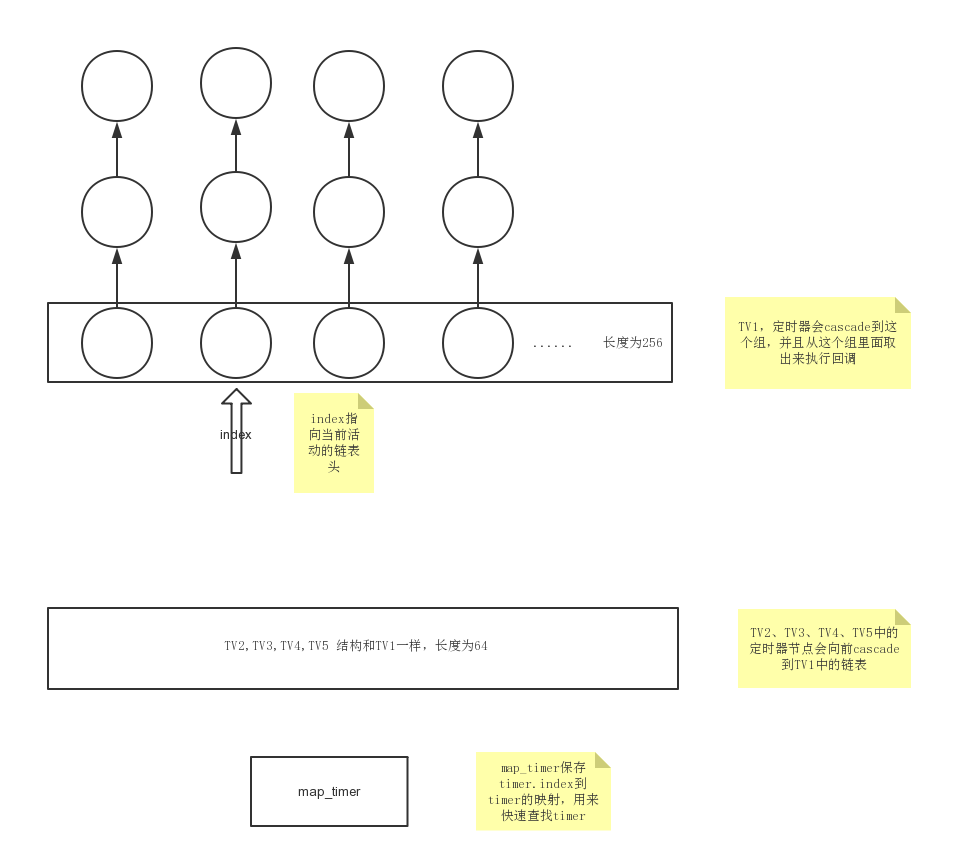 ...... 长度为256
TV1，定时器会cascade到这
个组，并且从这个组里面取
出来执行回调
index
index指
向当前活
动的链表
头
TV2,TV3,TV4,TV5 结构和TV1一样，长度为64
TV2、TV3、TV4、TV5中的
定时器节点会向前cascade
到TV1中的链表
map_timer
map_timer保存
timer.index到
timer的映射，用来
快速查找timer